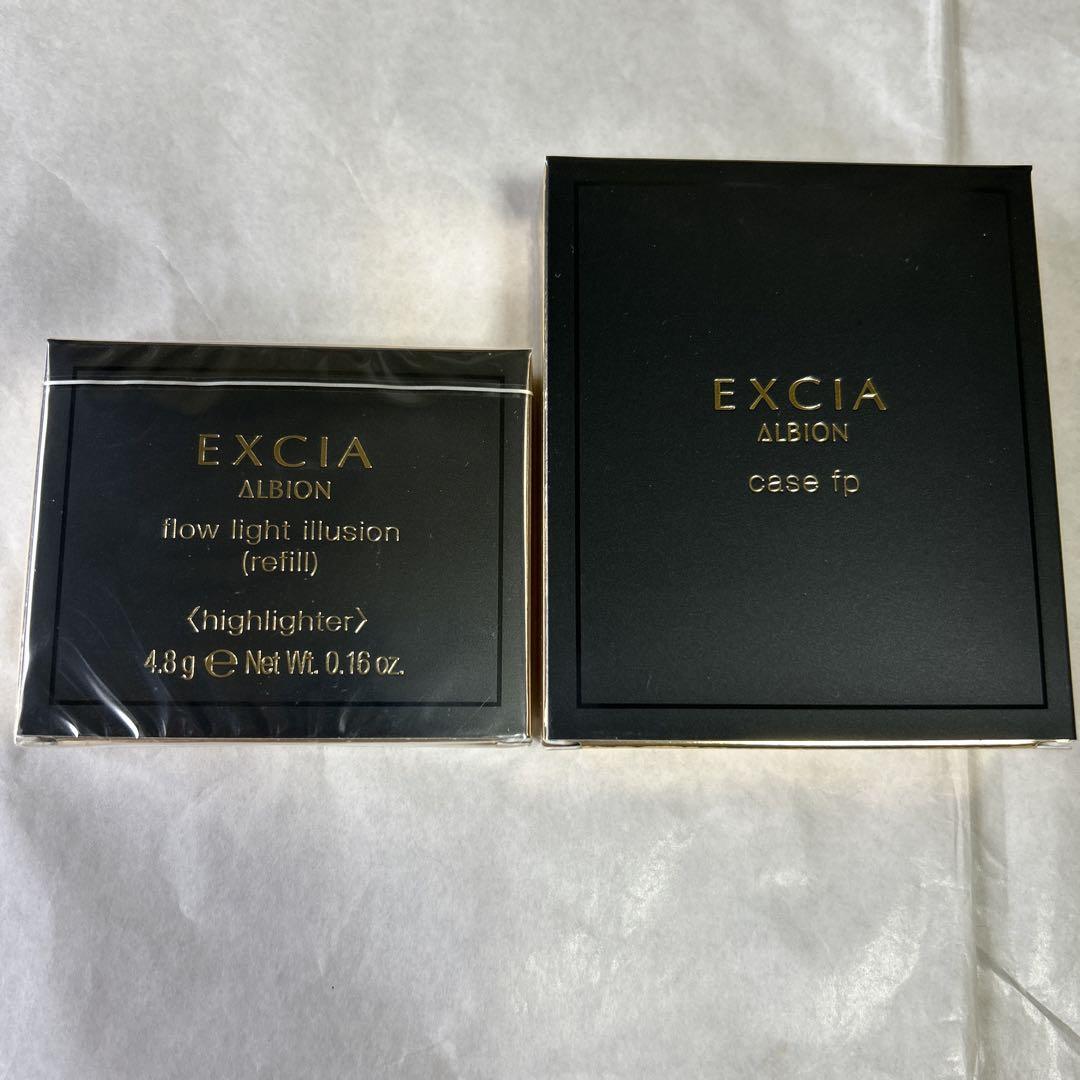 EXCIA
ALBION
flow light illusion
(refill)
〈highlighter〉
4.8 g ℮ Net Wt. 0.16 oz.
EXCIA
ALBION
case fp